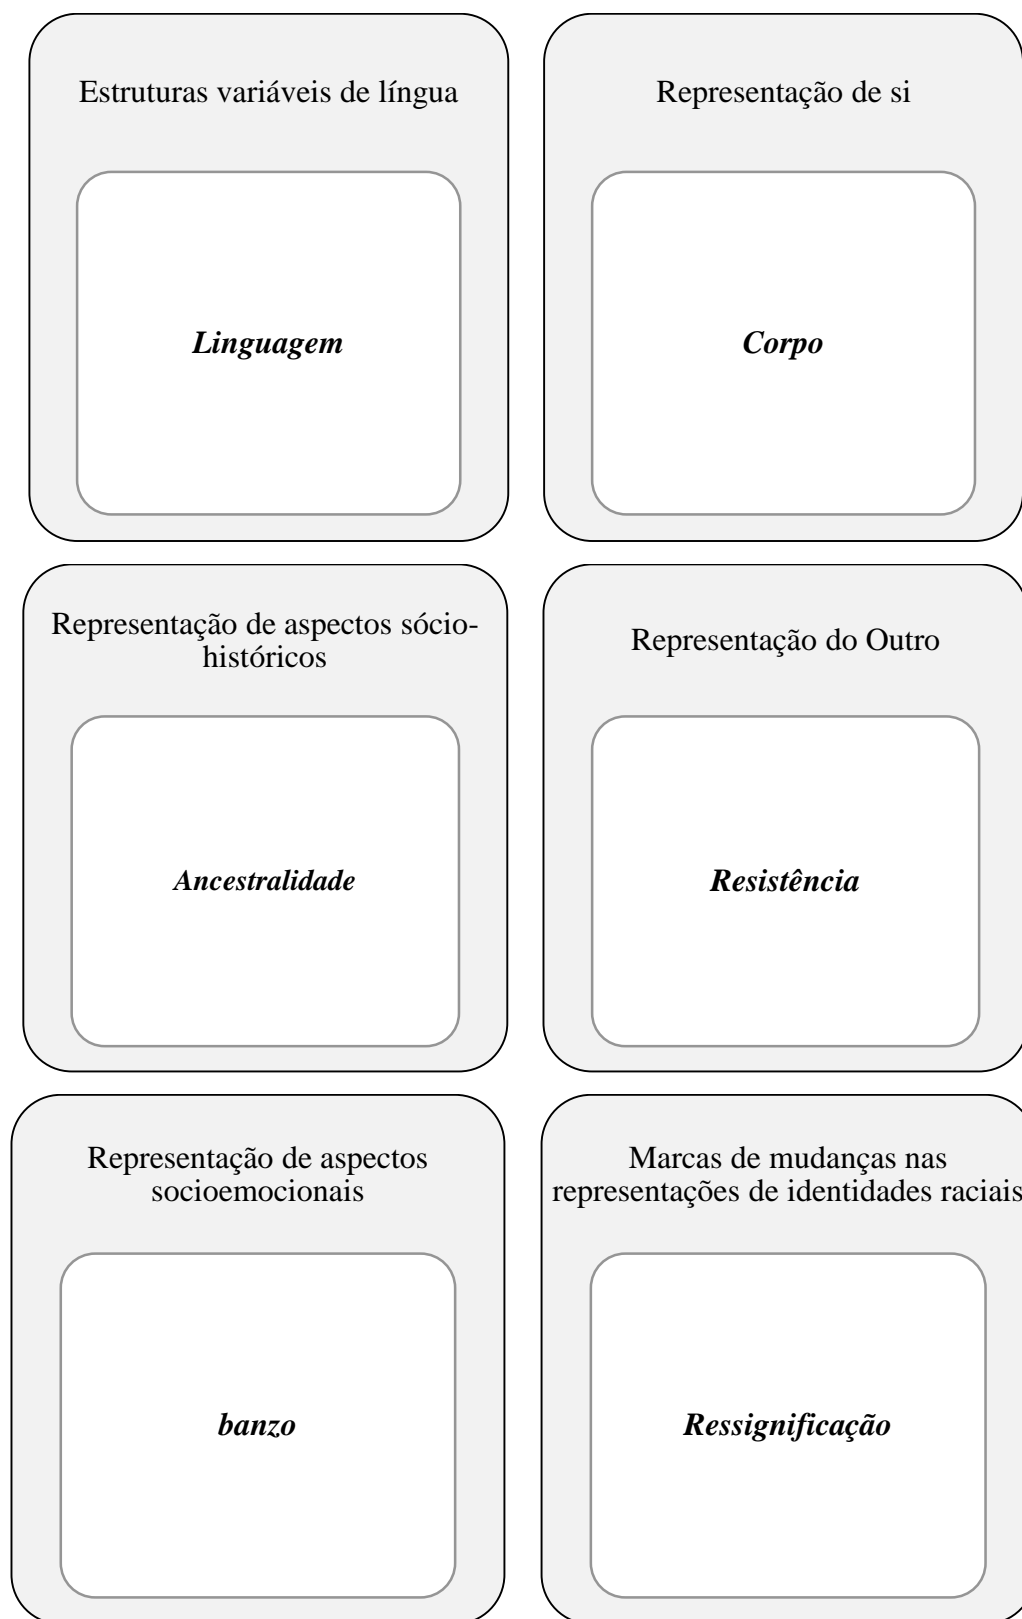 Estruturas variáveis de língua
Linguagem
Representação de si
Corpo
Representação de aspectos sócio-
históricos
Ancestralidade
Representação do Outro
Resistência
Representação de aspectos
socioemocionais
banzo
Marcas de mudanças nas
representações de identidades raciais
Ressignificação